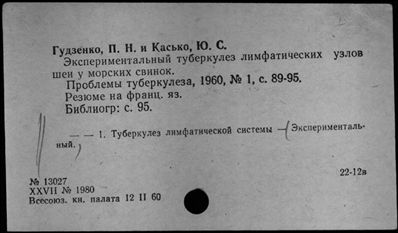 Гудзенко, П. Н. и Касько, Ю. С.
Экспериментальный туберкулез лимфатических узлов
шеи у морских свинок.
Проблемы туберкулеза, 1960, № 1, с. 89-95.
Резюме на франц. яз.
Библиогр: с. 95.
— — 1. Туберкулез лимфатической системы —(Эксперименталь-
ный.)
22-12в
№ 13027
XXVII № 1980
Всесоюз. кн. палата 12 II 60